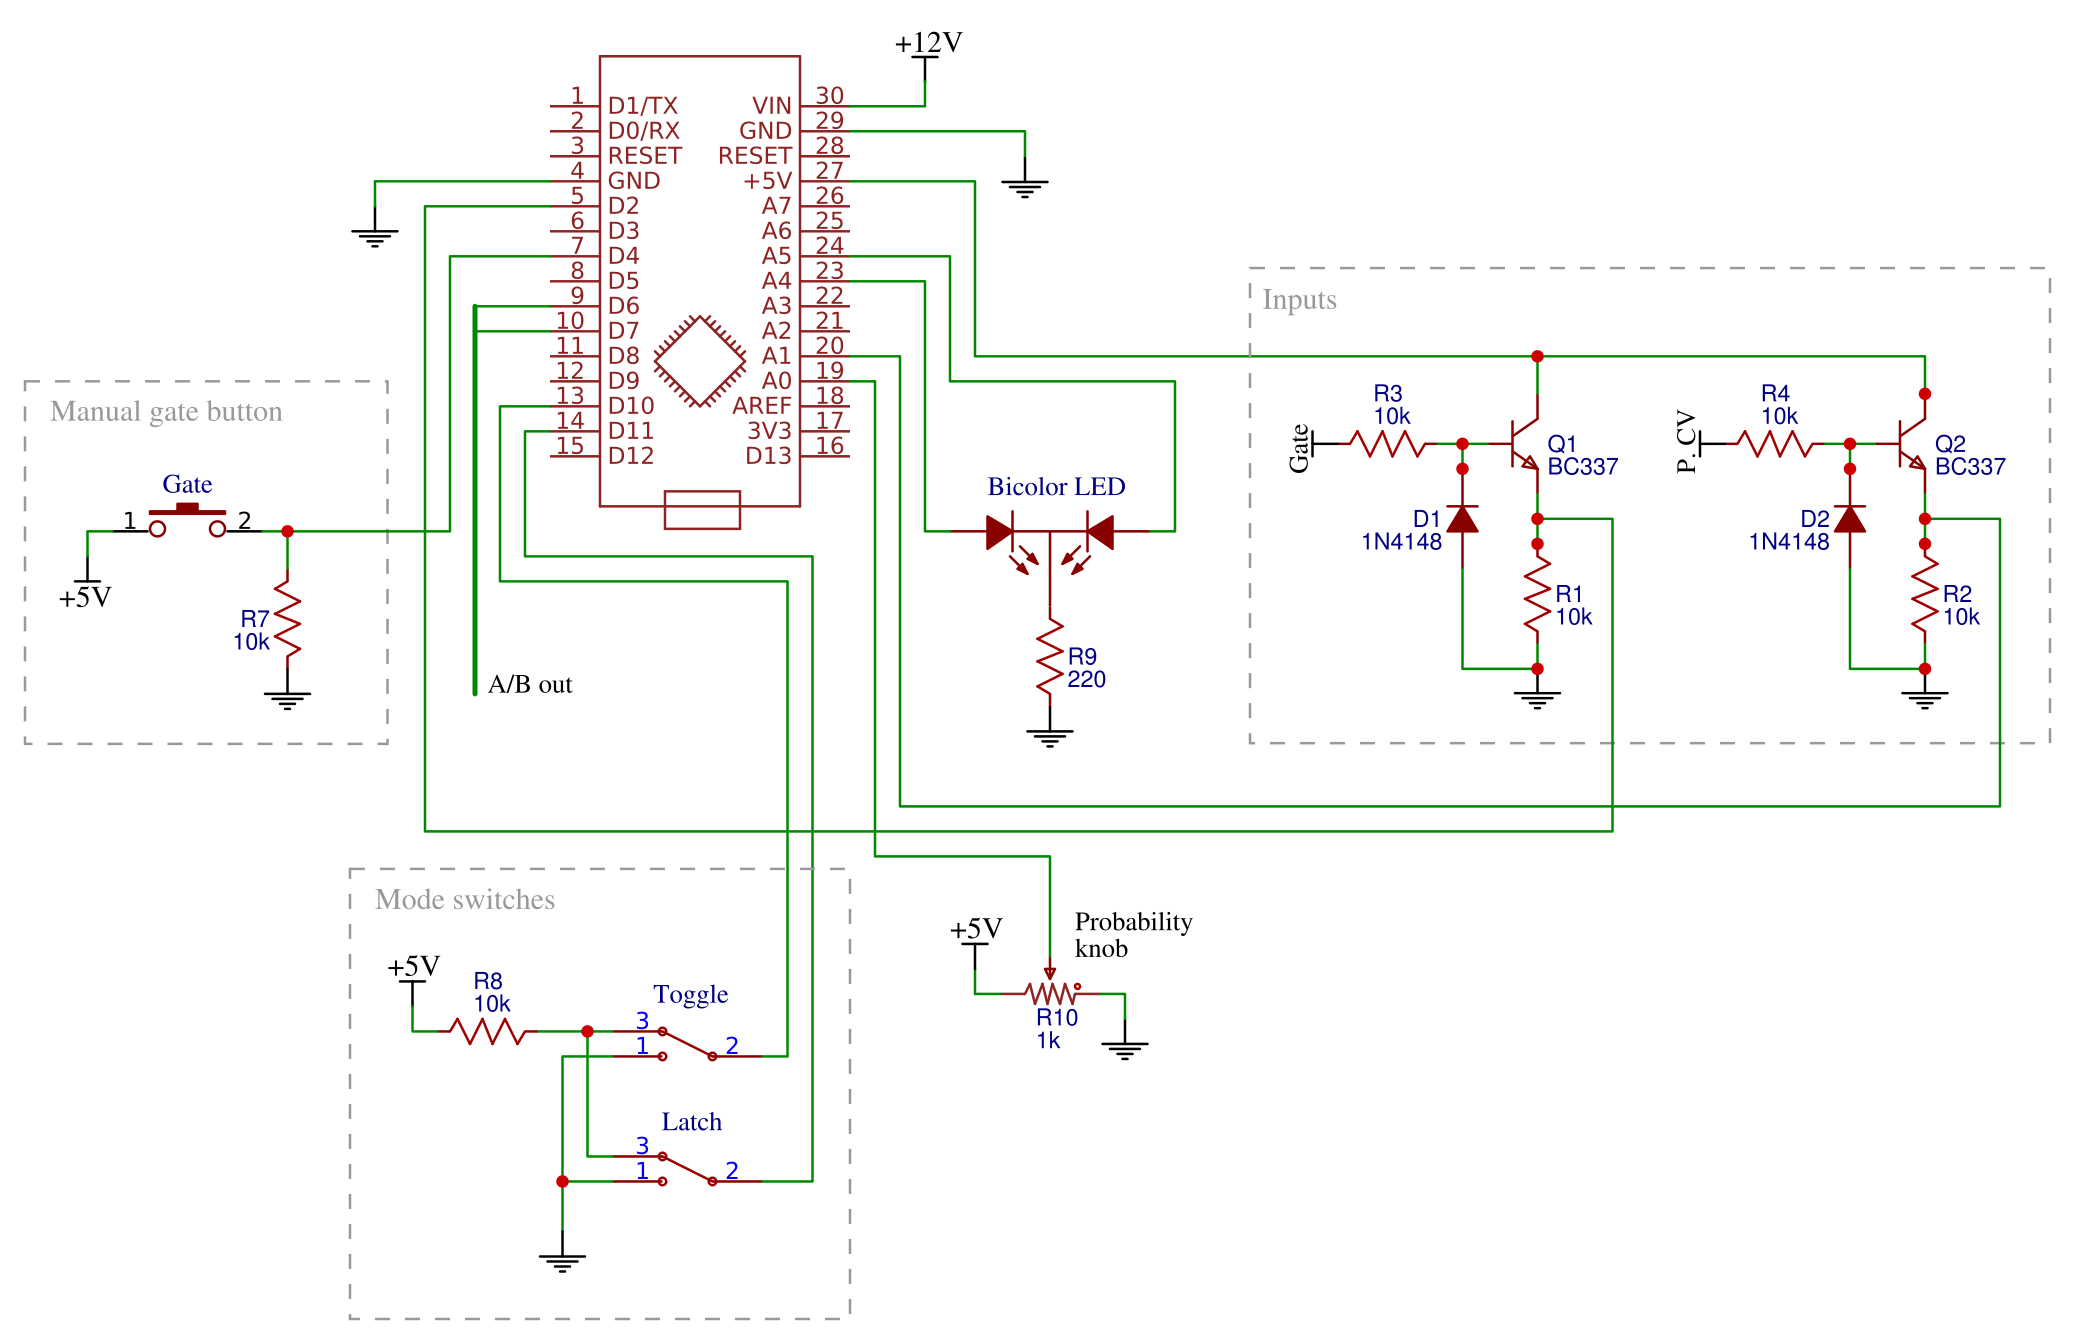 +12V
1 D1/TX VIN 30
2 D0/RX GND 29
3 RESET RESET 28
4 GND +5V 27
5 D2 A7 26
6 D3 A6 25
7 D4 A5 24
8 D5 A4 23
9 D6 A3 22
10 D7 A2 21
11 D8 A1 20
12 D9 A0 19
13 D10 AREF 18
14 D11 3V3 17
15 D12 D13 16
Manual gate button
Gate
1 2
+5V
R7
10k
A/B out
Bicolor LED
R9
220
Inputs
Gate
R3
10k
Q1
BC337
D1
1N4148
R1
10k
P. CV
R4
10k
Q2
BC337
D2
1N4148
R2
10k
Mode switches
+5V
R8
10k
Toggle
3
1 2
Latch
3
1 2
+5V
Probability
knob
R10
1k